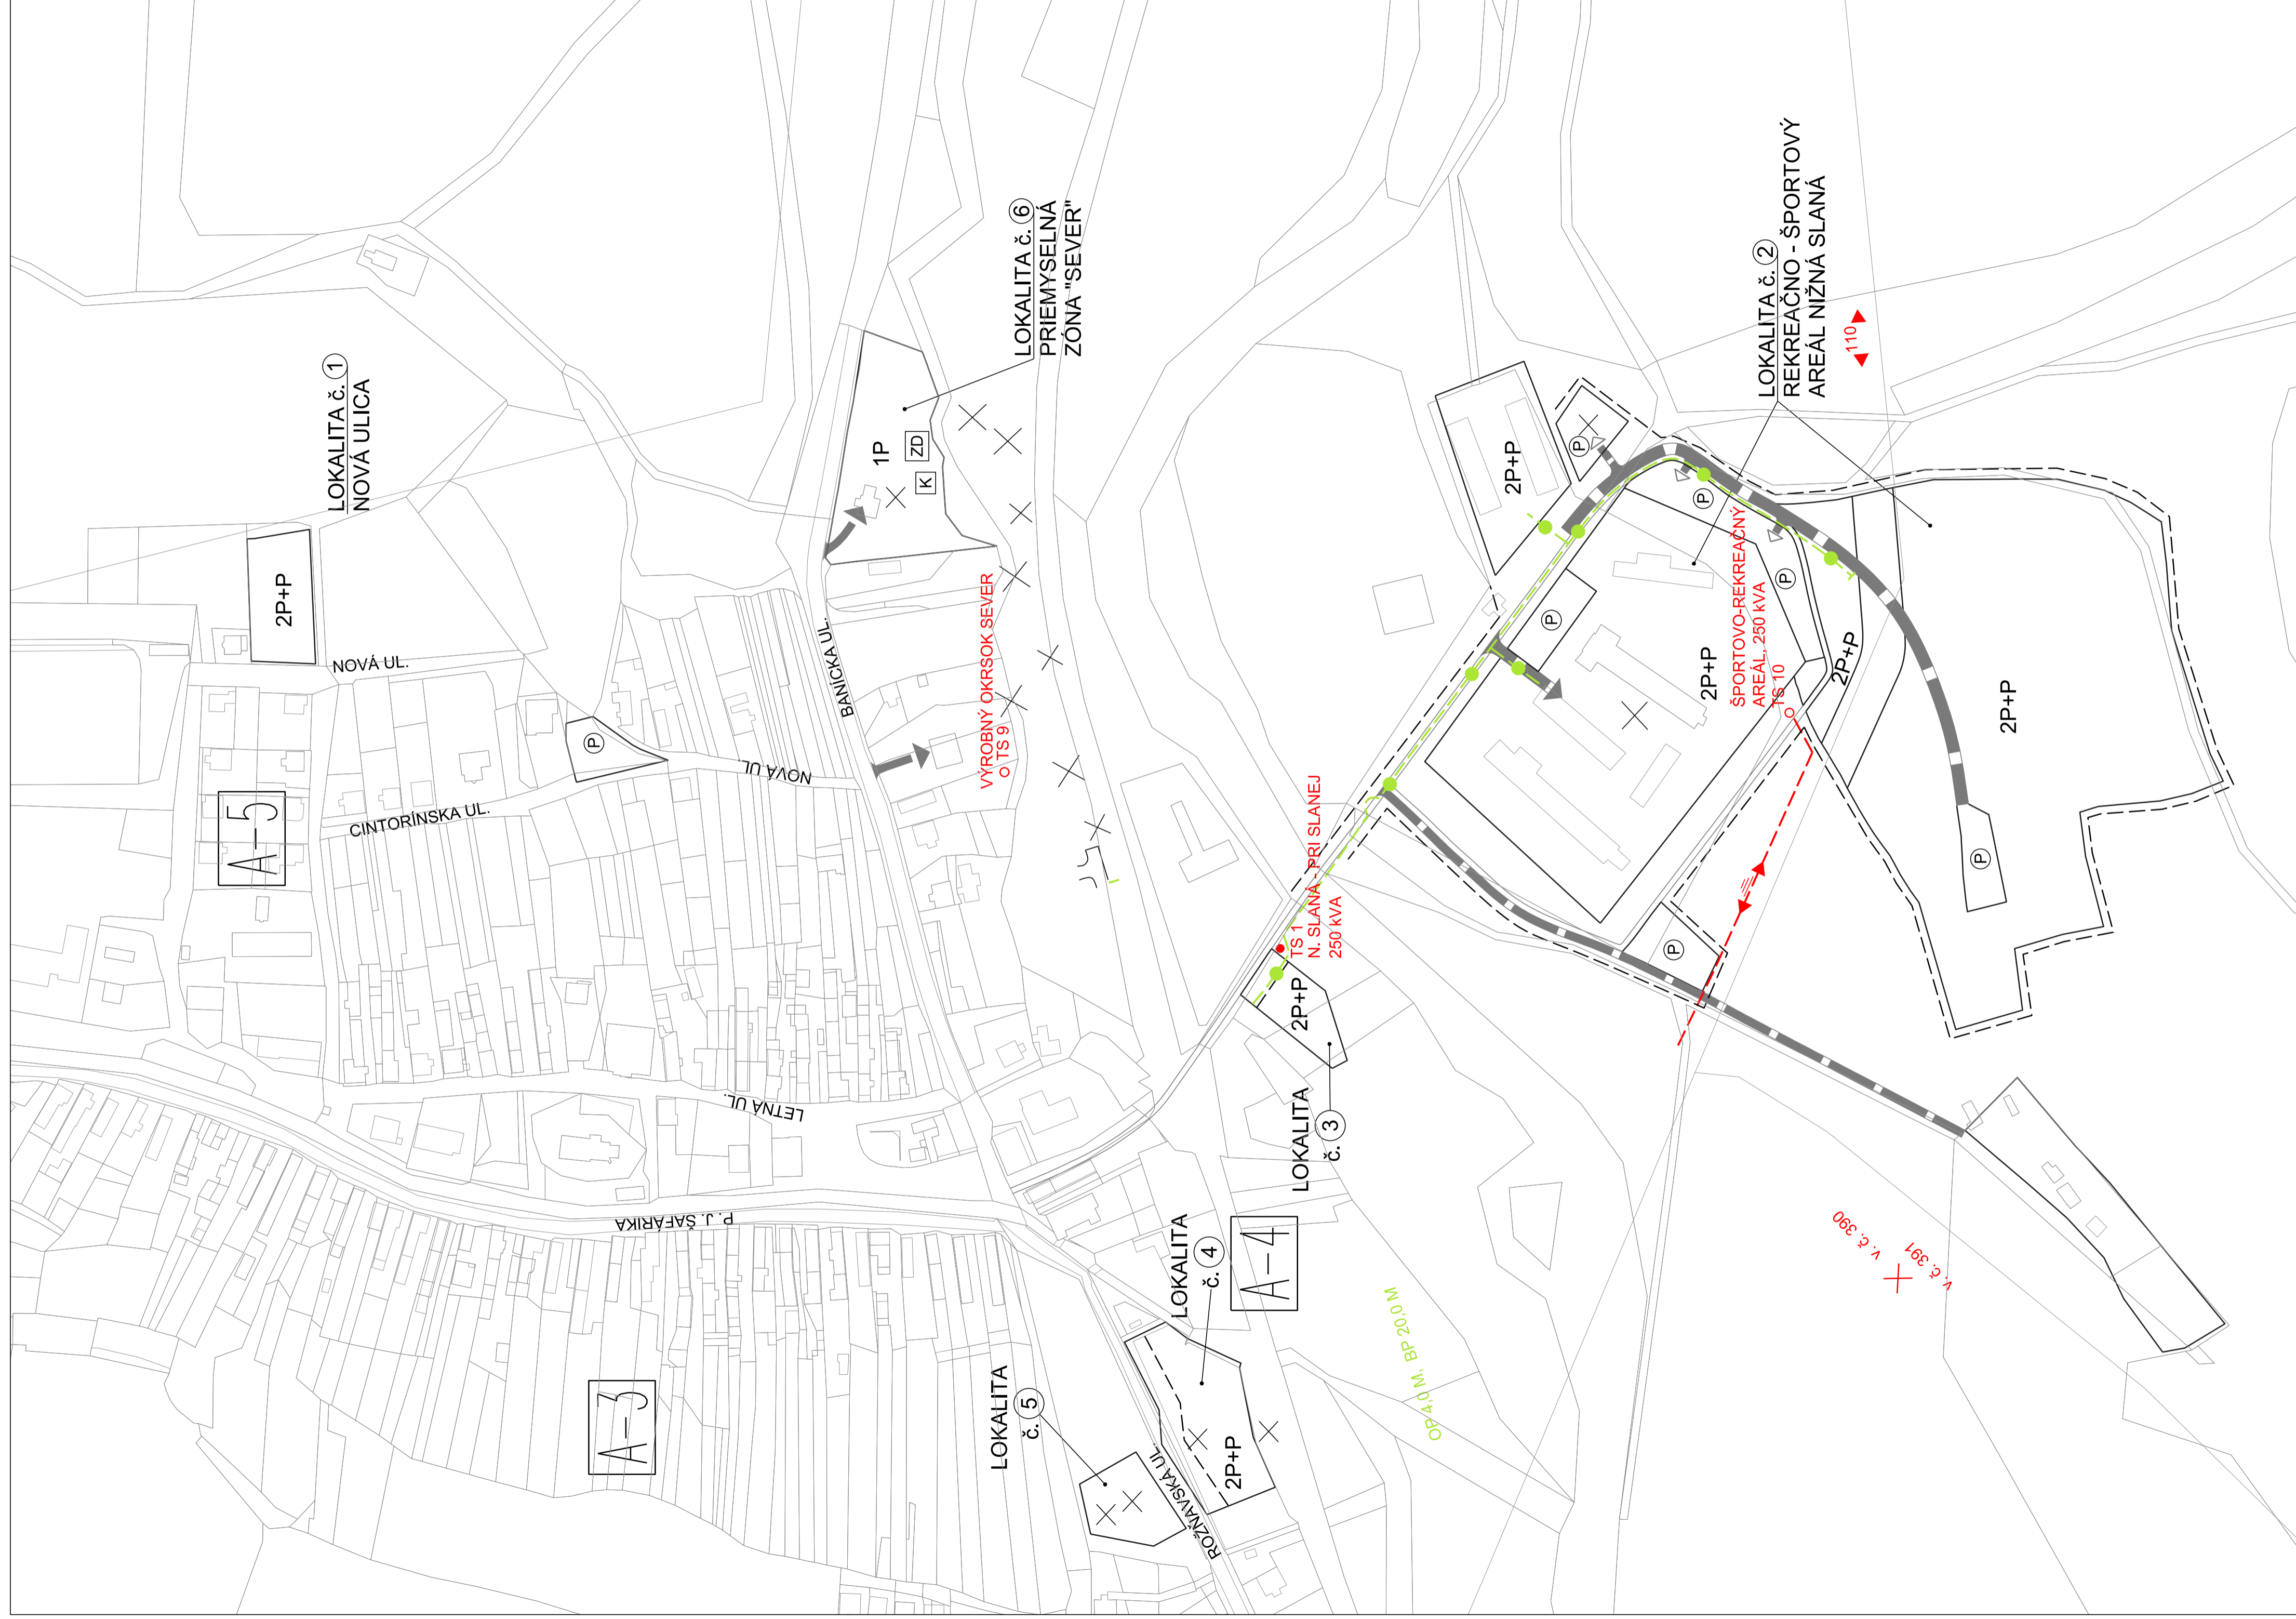 LOKALITA č. 1
NOVÁ ULICA
2P+P
NOVÁ UL.
A-5
CINTORÍNSKA UL.
P
NOVÁ UL.
BANÍCKA UL.
1P
K
ZD
LOKALITA č. 6
PRIEMYSELNÁ
ZÓNA "SEVER"
VÝROBNÝ OKRSOK SEVER
TS 9
LETNÁ UL.
P. J. ŠAFÁRIKA
A-3
LOKALITA
č. 5
LOKALITA
č. 4
A-4
2P+P
ROŽŇAVSKÁ UL.
LOKALITA
č. 3
2P+P
TS 1
N. SLANÁ - PRI SLANEJ
250 kVA
OP 4,0 M, BP 20,0 M
LOKALITA č. 2
REKREAČNO - ŠPORTOVÝ
AREÁL NIŽNÁ SLANÁ
110
2P+P
P
P
P
P
2P+P
ŠPORTOVO-REKREAČNÝ
AREÁL, 250 kVA
TS 10
2P+P
2P+P
P
P
v. č. 390
v. č. 391